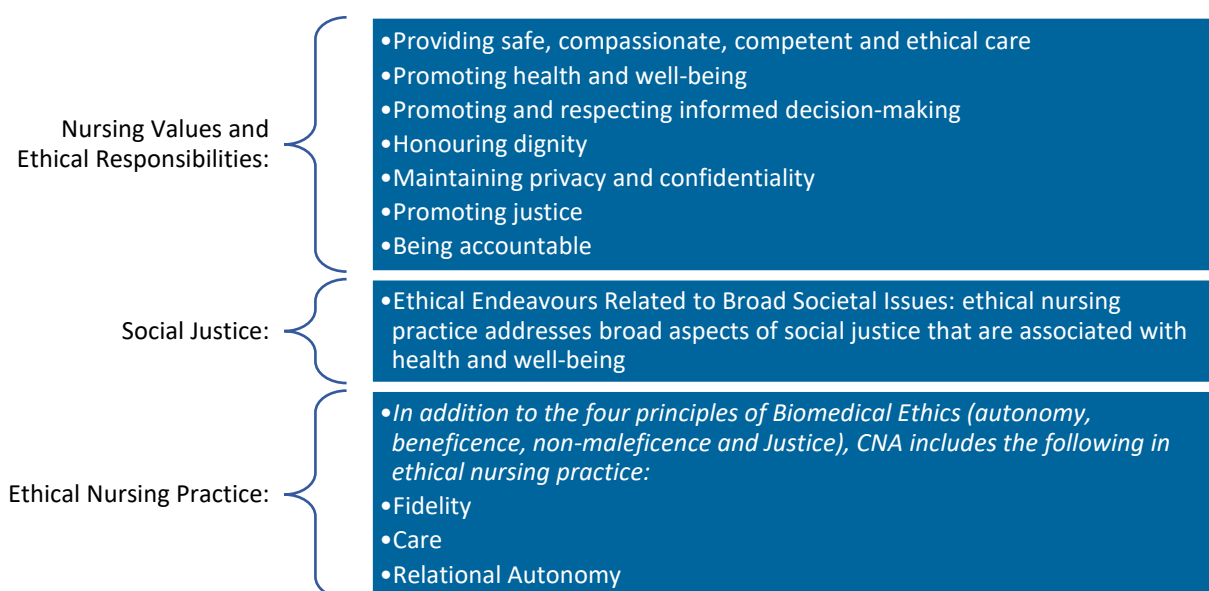 Nursing Values and
Ethical Responsibilities:
•Providing safe, compassionate, competent and ethical care
•Promoting health and well-being
•Promoting and respecting informed decision-making
•Honouring dignity
•Maintaining privacy and confidentiality
•Promoting justice
•Being accountable
Social Justice:
•Ethical Endeavours Related to Broad Societal Issues: ethical nursing
practice addresses broad aspects of social justice that are associated with
health and well-being
Ethical Nursing Practice:
•In addition to the four principles of Biomedical Ethics (autonomy,
beneficence, non-maleficence and Justice), CNA includes the following in
ethical nursing practice:
•Fidelity
•Care
•Relational Autonomy